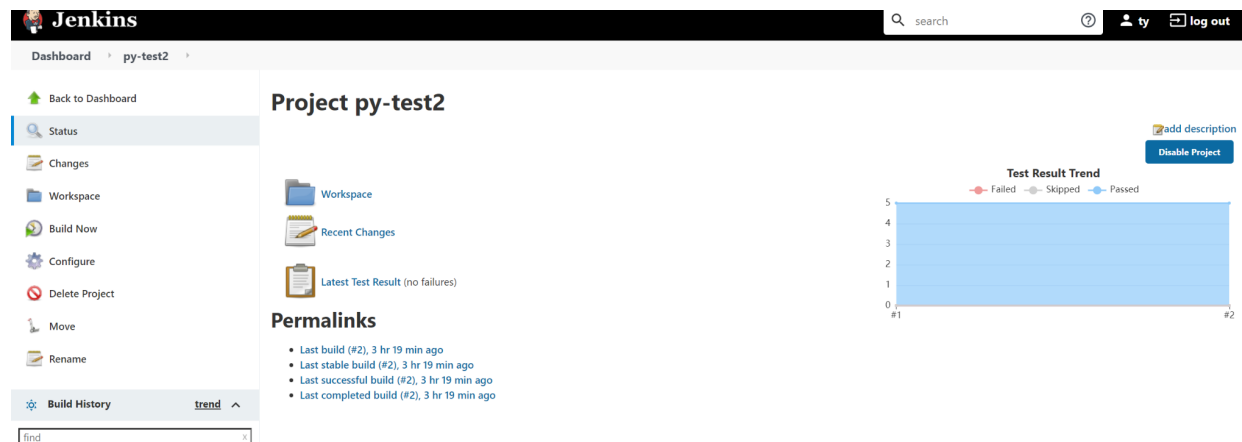 Jenkins
search
ty
log out
Dashboard
py-test2
Back to Dashboard
Status
Changes
Workspace
Build Now
Configure
Delete Project
Move
Rename
Build History
trend
find
x
Project py-test2
add description
Disable Project
Workspace
Recent Changes
Latest Test Result (no failures)
Permalinks
Last build (#2), 3 hr 19 min ago
Last stable build (#2), 3 hr 19 min ago
Last successful build (#2), 3 hr 19 min ago
Last completed build (#2), 3 hr 19 min ago
Test Result Trend
Failed Skipped Passed
5
4
3
2
1
0
#1 #2